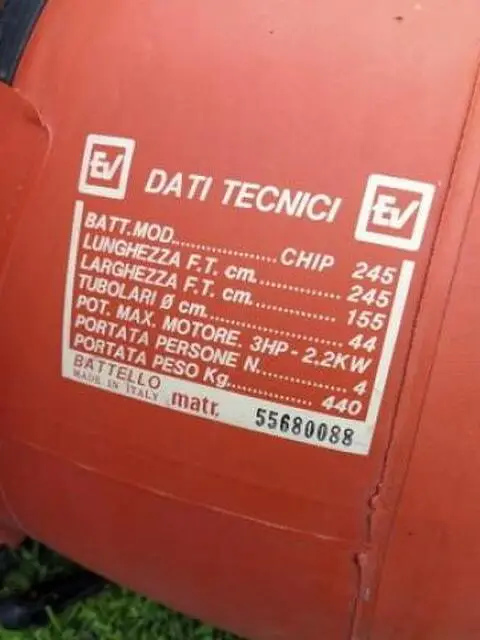 EV DATI TECNICI EV
BATT. MOD. .................. CHIP 245
LUNGHEZZA F.T. cm. .............. 245
LARGHEZZA F.T. cm. .............. 155
TUBOLARI Ø cm. .................. 44
POT. MAX. MOTORE. 3HP - 2.2KW
PORTATA PERSONE N. .............. 4
PORTATA PESO Kg. .............. 440
BATTELLO
MADE IN ITALY matr. 55680088